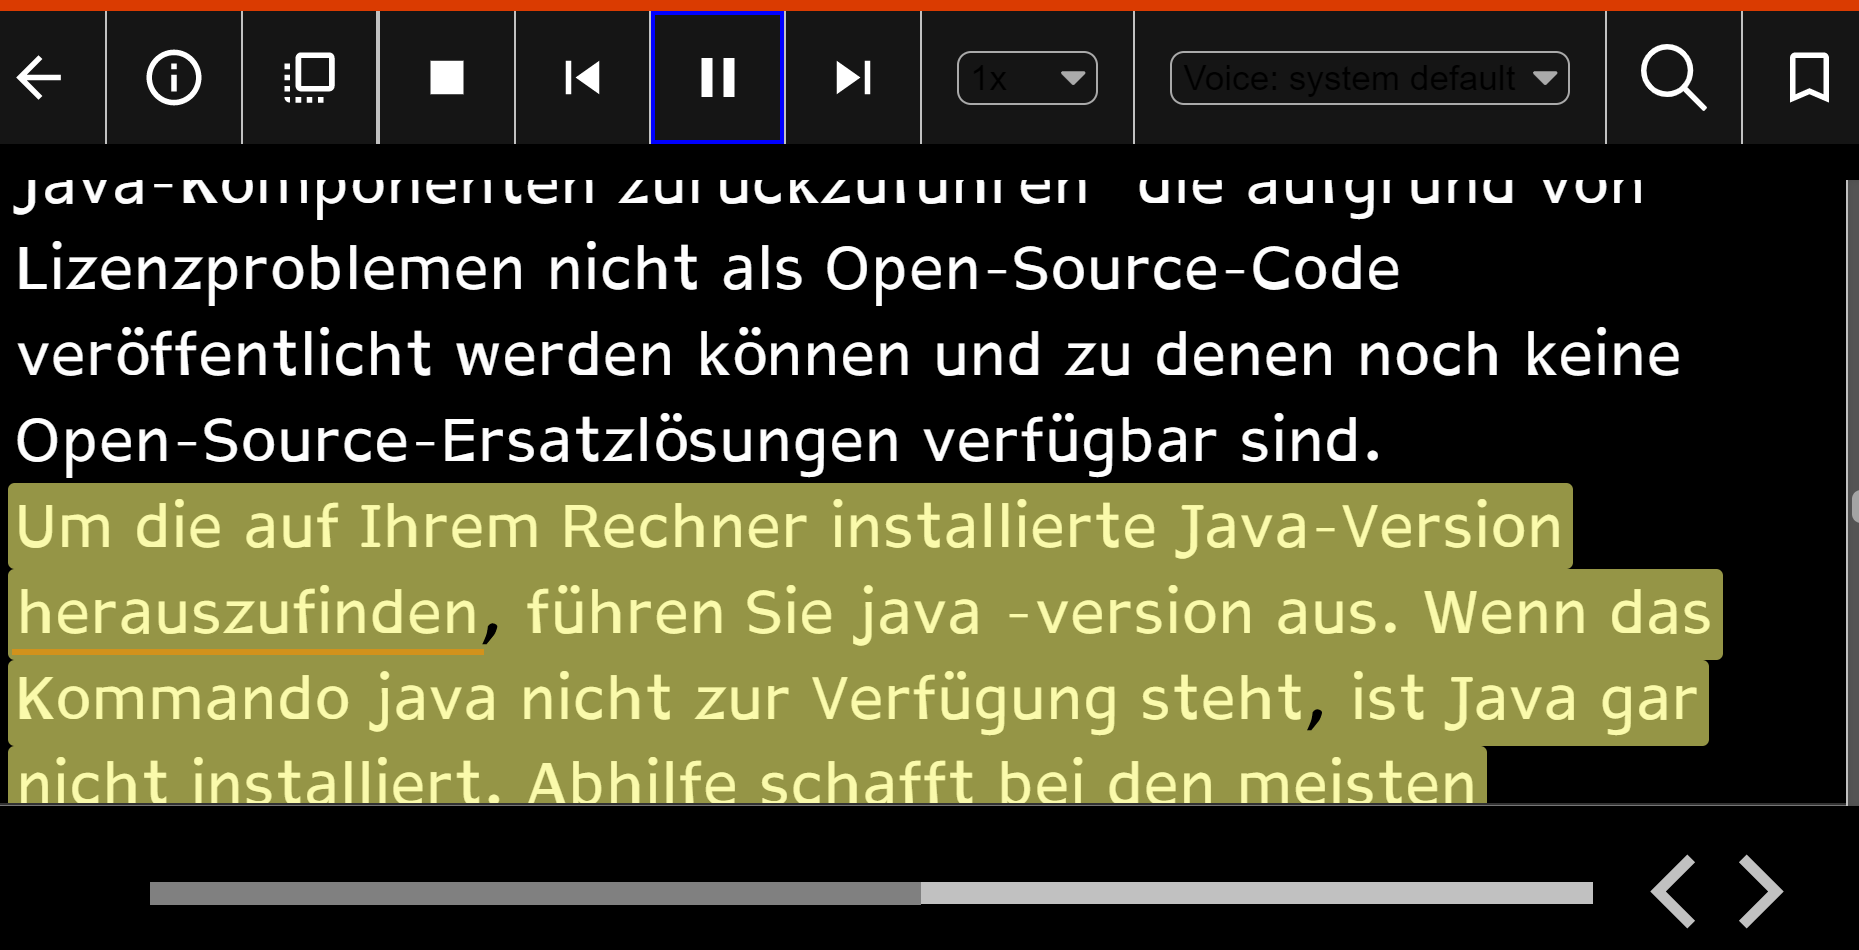 1x
Voice: system default
Java-Komponenten zurückzuführen die aufgrund von
Lizenzproblemen nicht als Open-Source-Code
veröffentlicht werden können und zu denen noch keine
Open-Source-Ersatzlösungen verfügbar sind.
Um die auf Ihrem Rechner installierte Java-Version
herauszufinden, führen Sie java -version aus. Wenn das
Kommando java nicht zur Verfügung steht, ist Java gar
nicht installiert. Abhilfe schafft bei den meisten